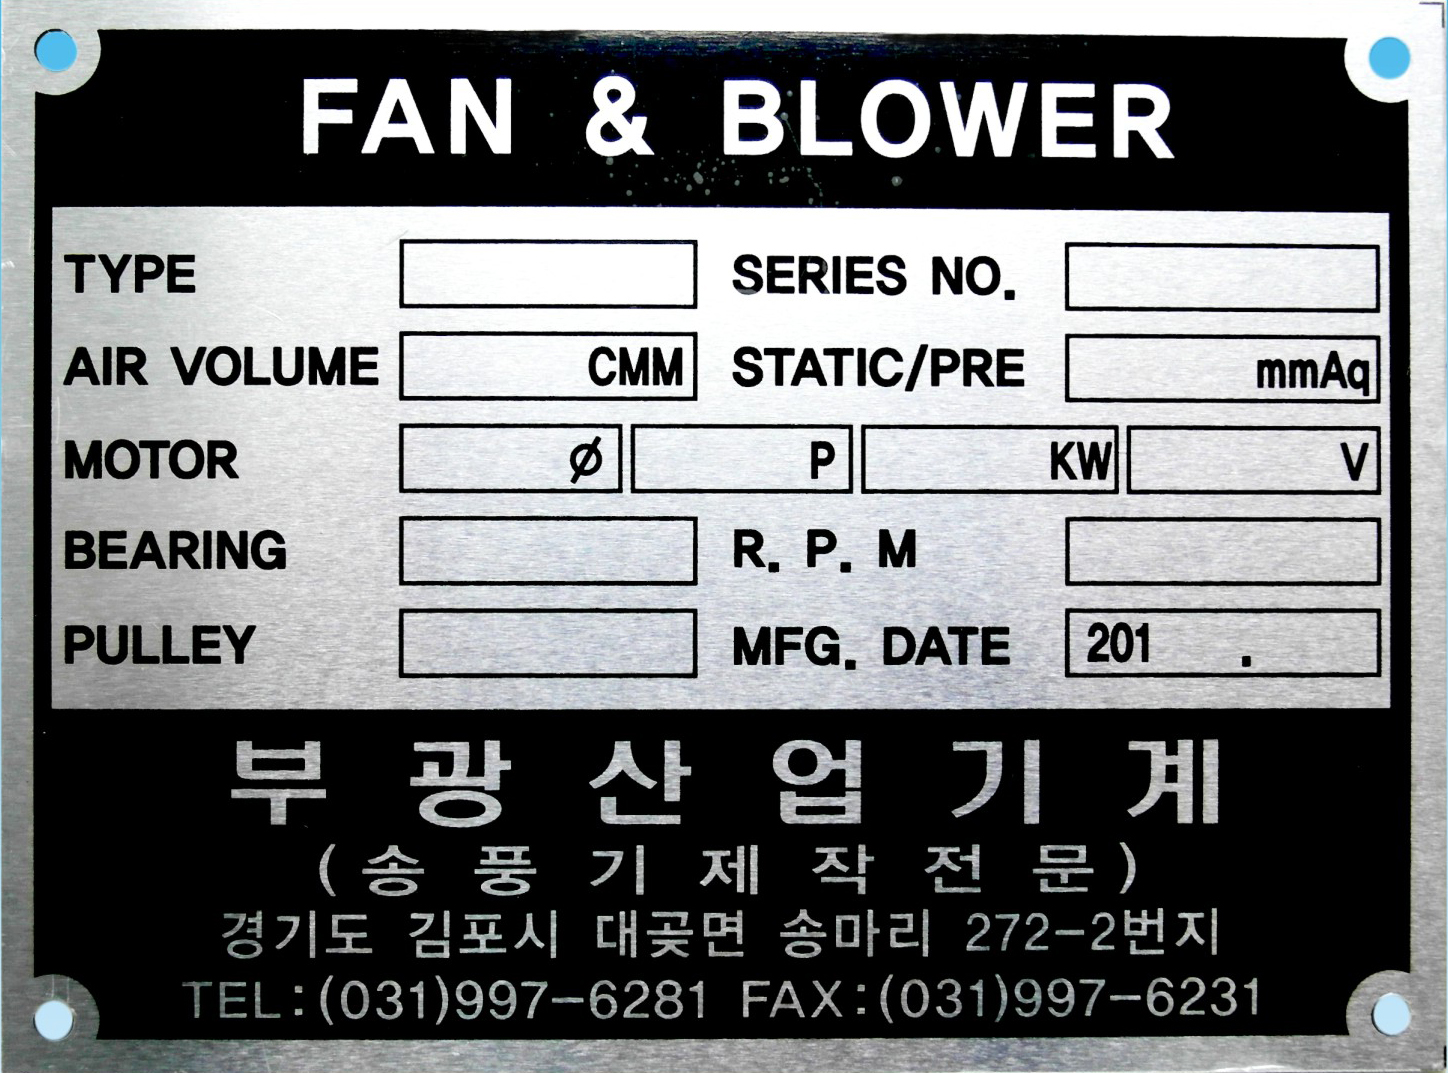 FAN & BLOWER
TYPE SERIES NO.
AIR VOLUME CMM STATIC/PRE mmAq
MOTOR ⌀ P KW V
BEARING R. P. M
PULLEY MFG. DATE 201 .
부광산업기계
(송풍기제작전문)
경기도 김포시 대곶면 송마리 272-2번지
TEL:(031)997-6281 FAX:(031)997-6231